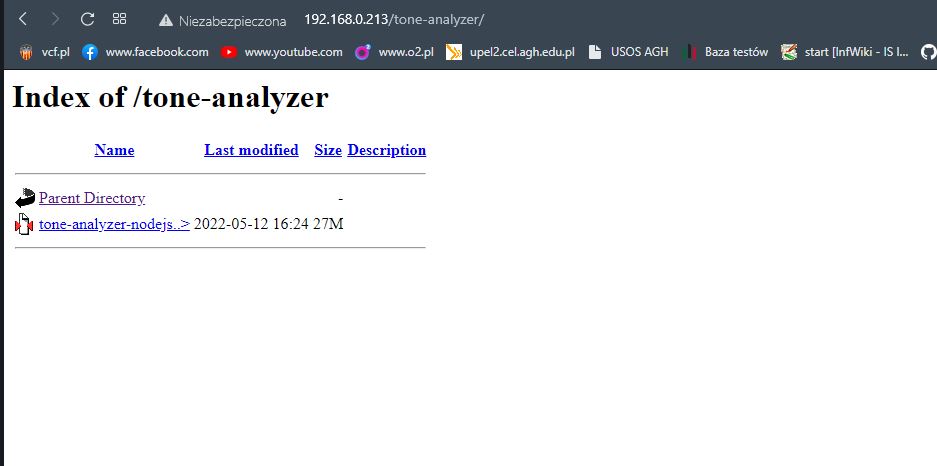 Niezabezpieczona 192.168.0.213/tone-analyzer/
vcf.pl www.facebook.com www.youtube.com www.o2.pl upel2.cel.agh.edu.pl USOS AGH Baza testów start [InfWiki - IS I...
Index of /tone-analyzer
Name Last modified Size Description
Parent Directory -
tone-analyzer-nodejs..> 2022-05-12 16:24 27M